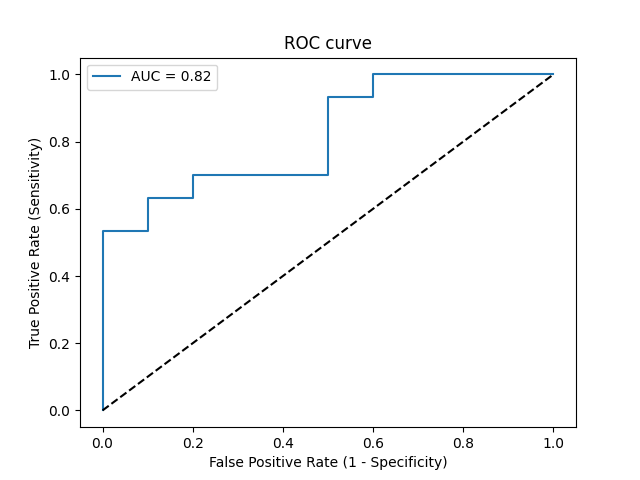 ROC curve
AUC = 0.82
True Positive Rate (Sensitivity)
1.0
0.8
0.6
0.4
0.2
0.0
0.0 0.2 0.4 0.6 0.8 1.0
False Positive Rate (1 - Specificity)